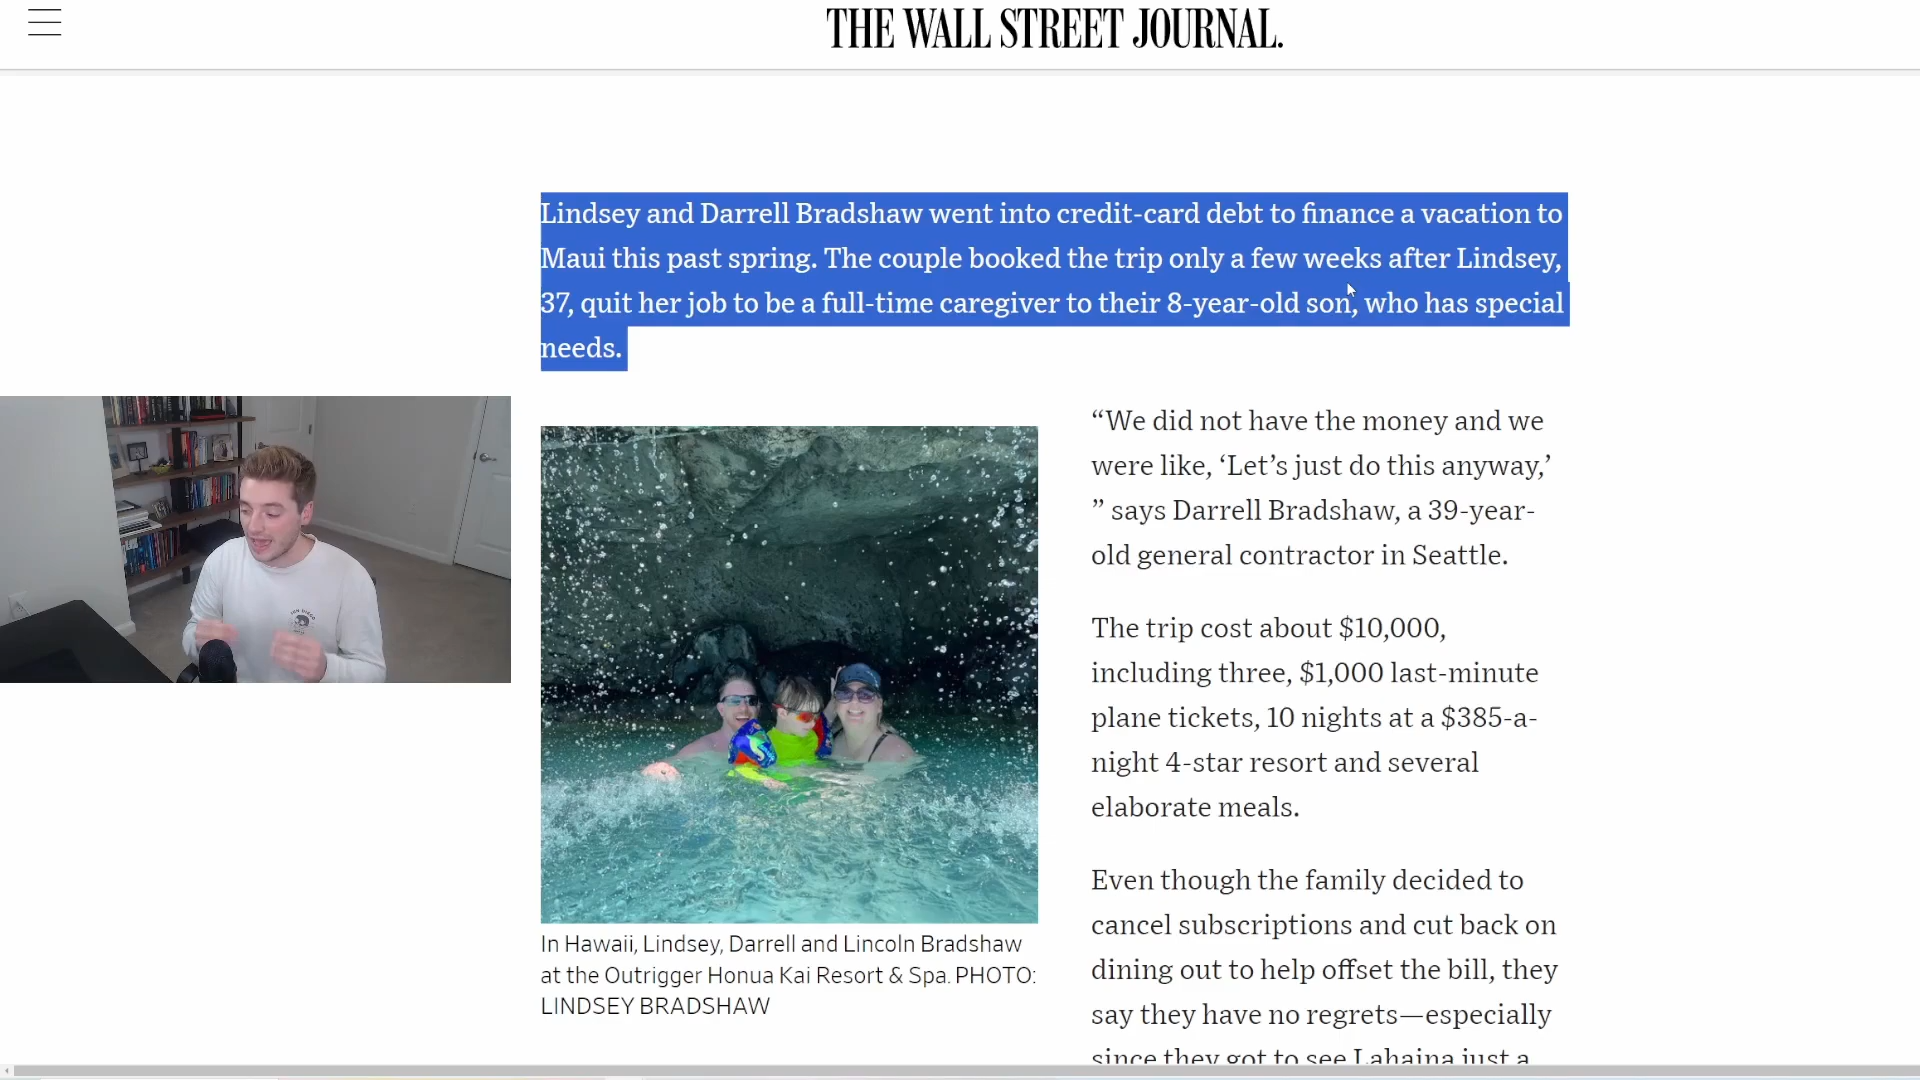 THE WALL STREET JOURNAL.
Lindsey and Darrell Bradshaw went into credit-card debt to finance a vacation to
Maui this past spring. The couple booked the trip only a few weeks after Lindsey,
37, quit her job to be a full-time caregiver to their 8-year-old son, who has special
needs.
“We did not have the money and we
were like, ‘Let’s just do this anyway,’
” says Darrell Bradshaw, a 39-year-
old general contractor in Seattle.
The trip cost about $10,000,
including three, $1,000 last-minute
plane tickets, 10 nights at a $385-a-
night 4-star resort and several
elaborate meals.
Even though the family decided to
cancel subscriptions and cut back on
dining out to help offset the bill, they
say they have no regrets—especially
since they got to see Lahaina just a
In Hawaii, Lindsey, Darrell and Lincoln Bradshaw
at the Outrigger Honua Kai Resort & Spa. PHOTO:
LINDSEY BRADSHAW